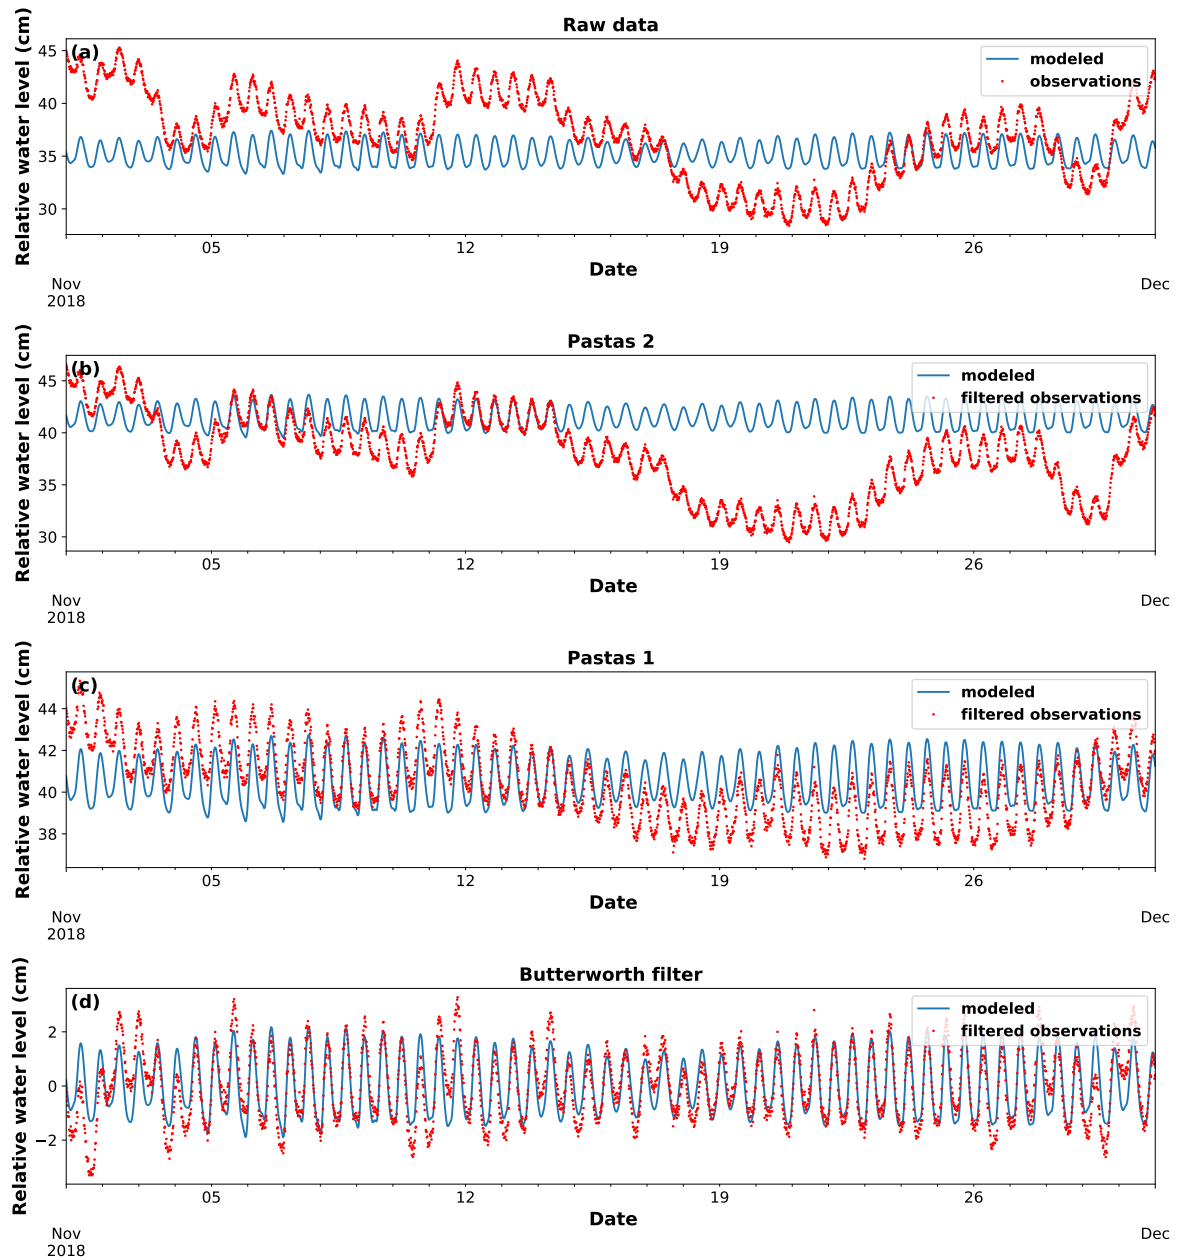 Raw data
(a)
Relative water level (cm)
45
40
35
30
modeled
observations
05
12
19
26
Date
Nov
2018
Dec
Pastas 2
(b)
Relative water level (cm)
45
40
35
30
modeled
filtered observations
05
12
19
26
Date
Nov
2018
Dec
Pastas 1
(c)
Relative water level (cm)
44
42
40
38
modeled
filtered observations
05
12
19
26
Date
Nov
2018
Dec
Butterworth filter
(d)
Relative water level (cm)
2
0
−2
modeled
filtered observations
05
12
19
26
Date
Nov
2018
Dec